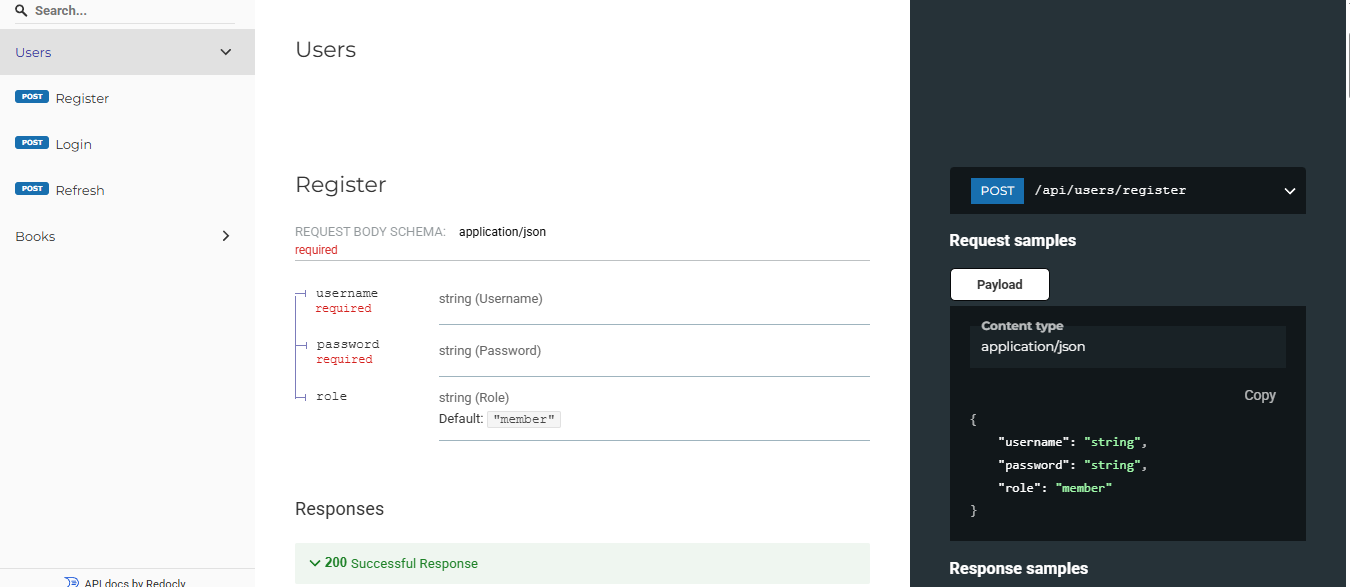 Search...
Users
POST Register
POST Login
POST Refresh
Books
API docs by Redocly
Users
Register
REQUEST BODY SCHEMA: application/json
required
username
required
string (Username)
password
required
string (Password)
role
string (Role)
Default: "member"
Responses
200 Successful Response
POST /api/users/register
Request samples
Payload
Content type
application/json
Copy
{
"username": "string",
"password": "string",
"role": "member"
}
Response samples